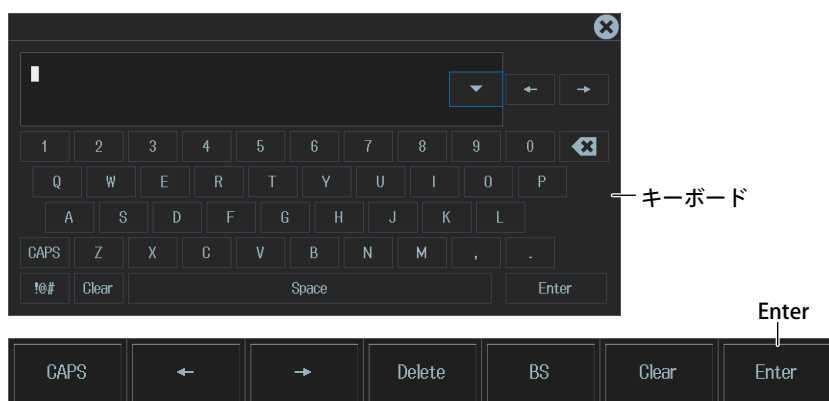 1 2 3 4 5 6 7 8 9 0
Q W E R T Y U I O P
キーボード
A S D F G H J K L
CAPS Z X C V B N M , .
!@# Clear Space Enter
Enter
CAPS ← → Delete BS Clear Enter